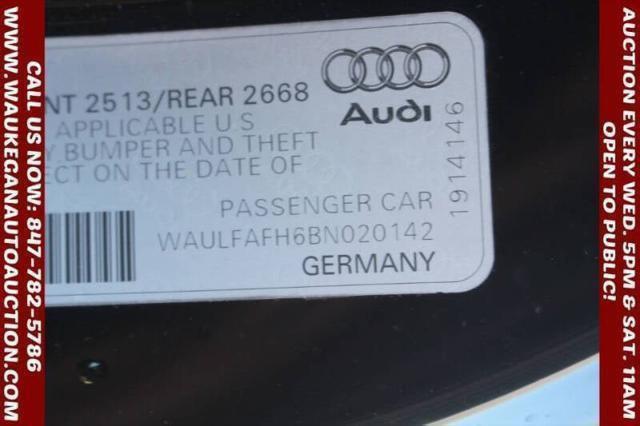 WWW.WAUKEGANAUTOAUCTION.COM
CALL US NOW: 847-782-5786
NT 2513/REAR 2668
APPLICABLE U.S
Y BUMPER AND THEFT
ECT ON THE DATE OF
Audi
1914146
PASSENGER CAR
WAULFAFH6BN020142
GERMANY
AUCTION EVERY WED. 5PM & SAT. 11AM
OPEN TO PUBLIC!